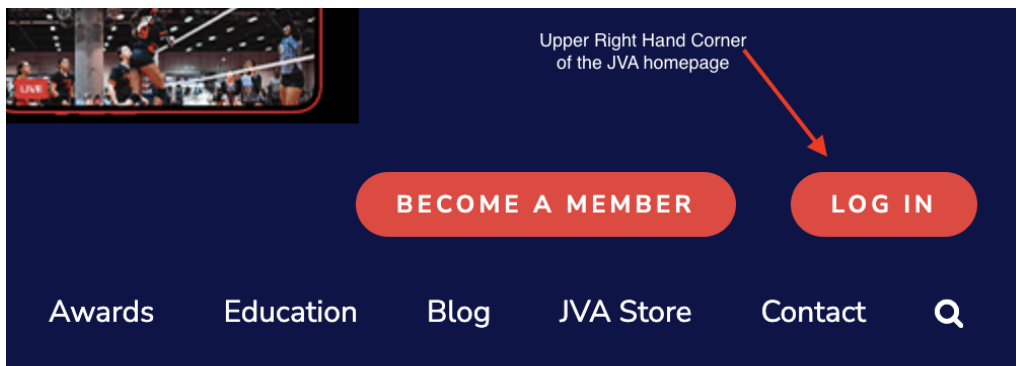 Upper Right Hand Corner
of the JVA homepage
LIVE
BECOME A MEMBER
LOG IN
Awards
Education
Blog
JVA Store
Contact